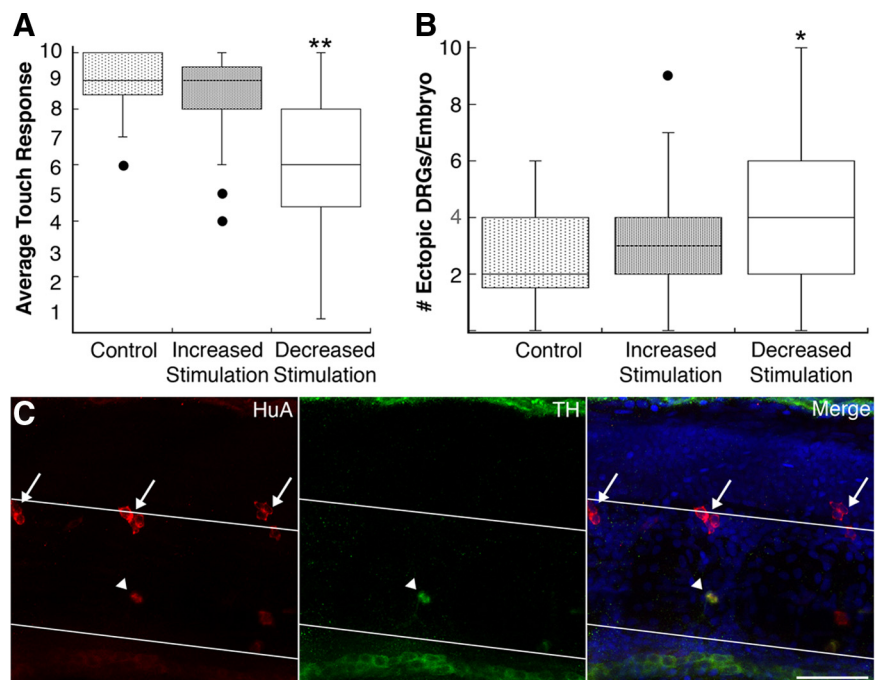 A
Average Touch Response
10
9
8
7
6
5
4
3
2
1
**
Control
Increased
Stimulation
Decreased
Stimulation
B
# Ectopic DRGs/Embryo
10
8
6
4
2
*
Control
Increased
Stimulation
Decreased
Stimulation
C
HuA
TH
Merge